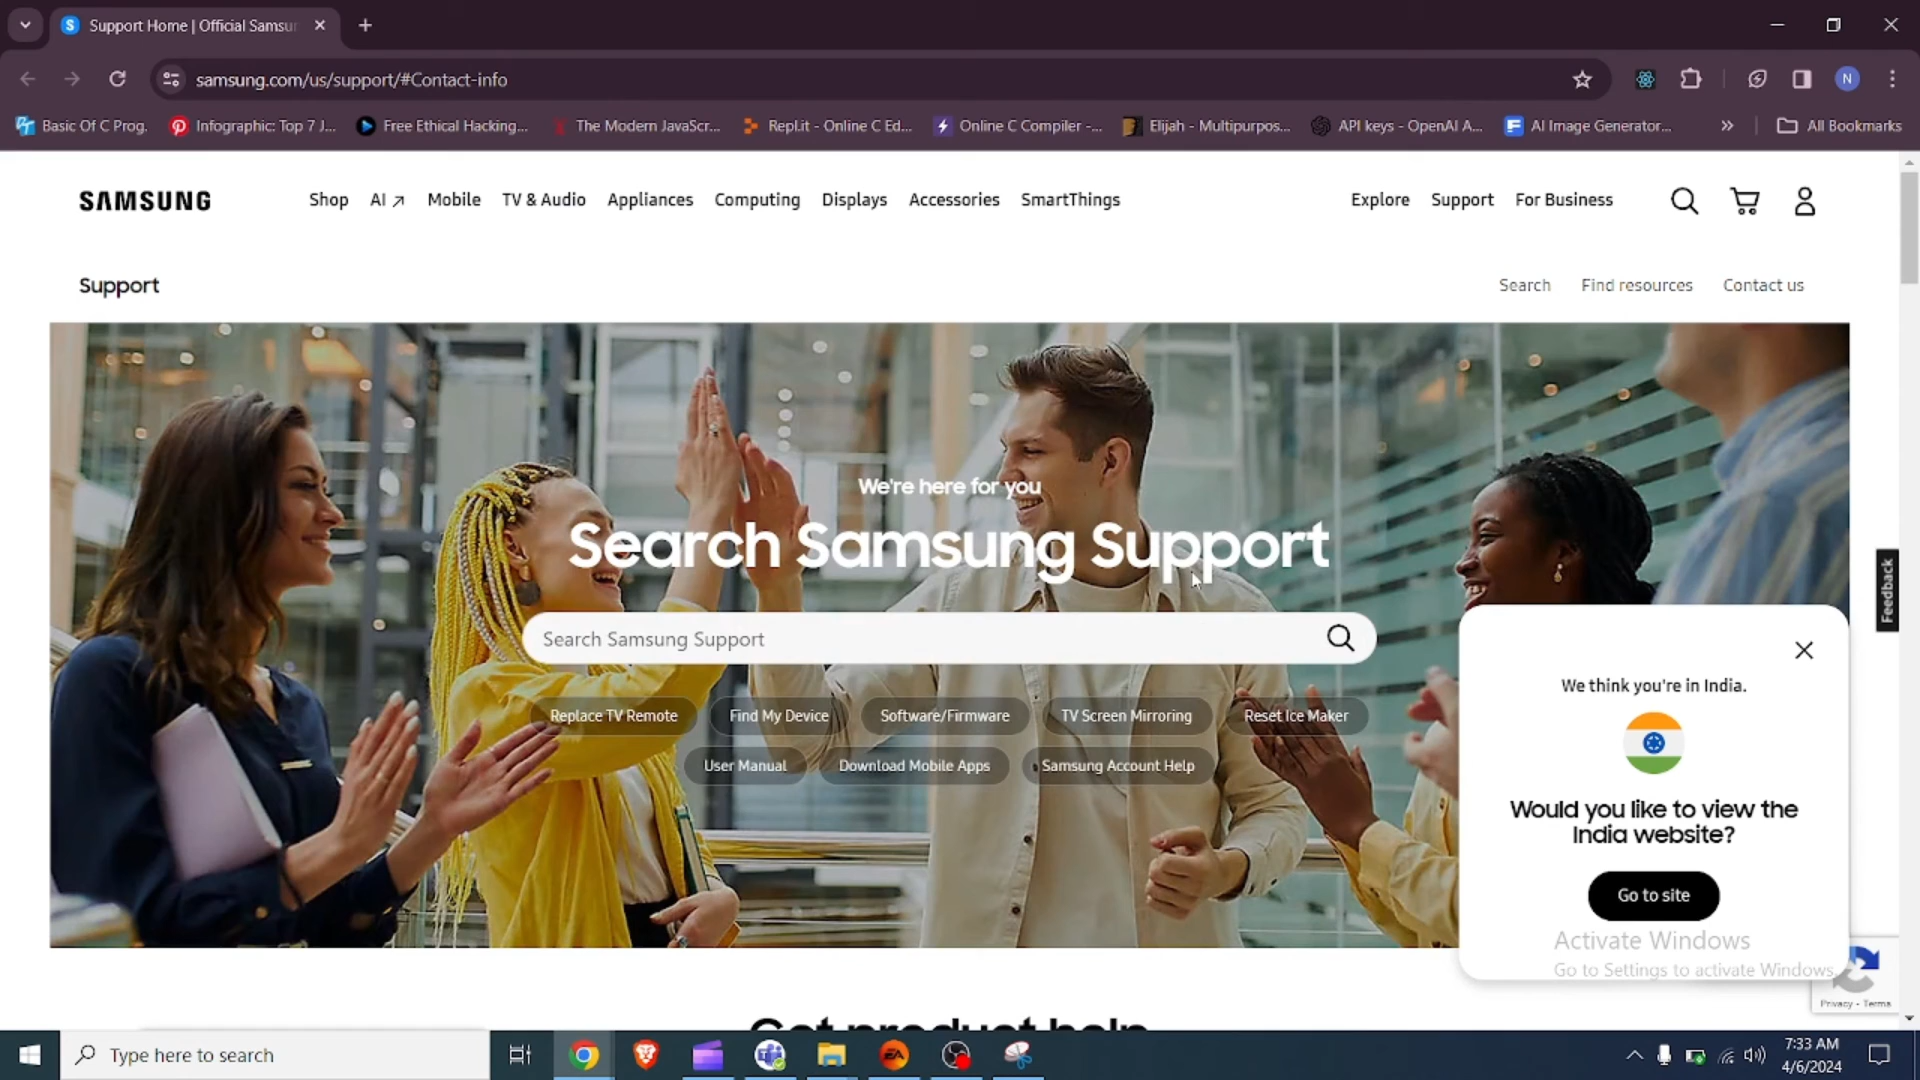 Support Home | Official Samsu
samsung.com/us/support/#Contact-info
N
Basic Of C Prog. Infographic: Top 7 J... Free Ethical Hacking... The Modern JavaScr... Repl.it - Online C Ed... Online C Compiler -... Elijah - Multipurpos... API keys - OpenAI A... AI Image Generator... All Bookmarks
SAMSUNG Shop AI Mobile TV & Audio Appliances Computing Displays Accessories SmartThings Explore Support For Business
Support Search Find resources Contact us
We're here for you
Search Samsung Support
Search Samsung Support
Replace TV Remote Find My Device Software/Firmware TV Screen Mirroring Reset Ice Maker
User Manual Download Mobile Apps Samsung Account Help
Feedback
We think you're in India.
Would you like to view the
India website?
Go to site
Activate Windows
Go to Settings to activate Windows.
Privacy - Terms
Get product help
Type here to search
7:33 AM
4/6/2024